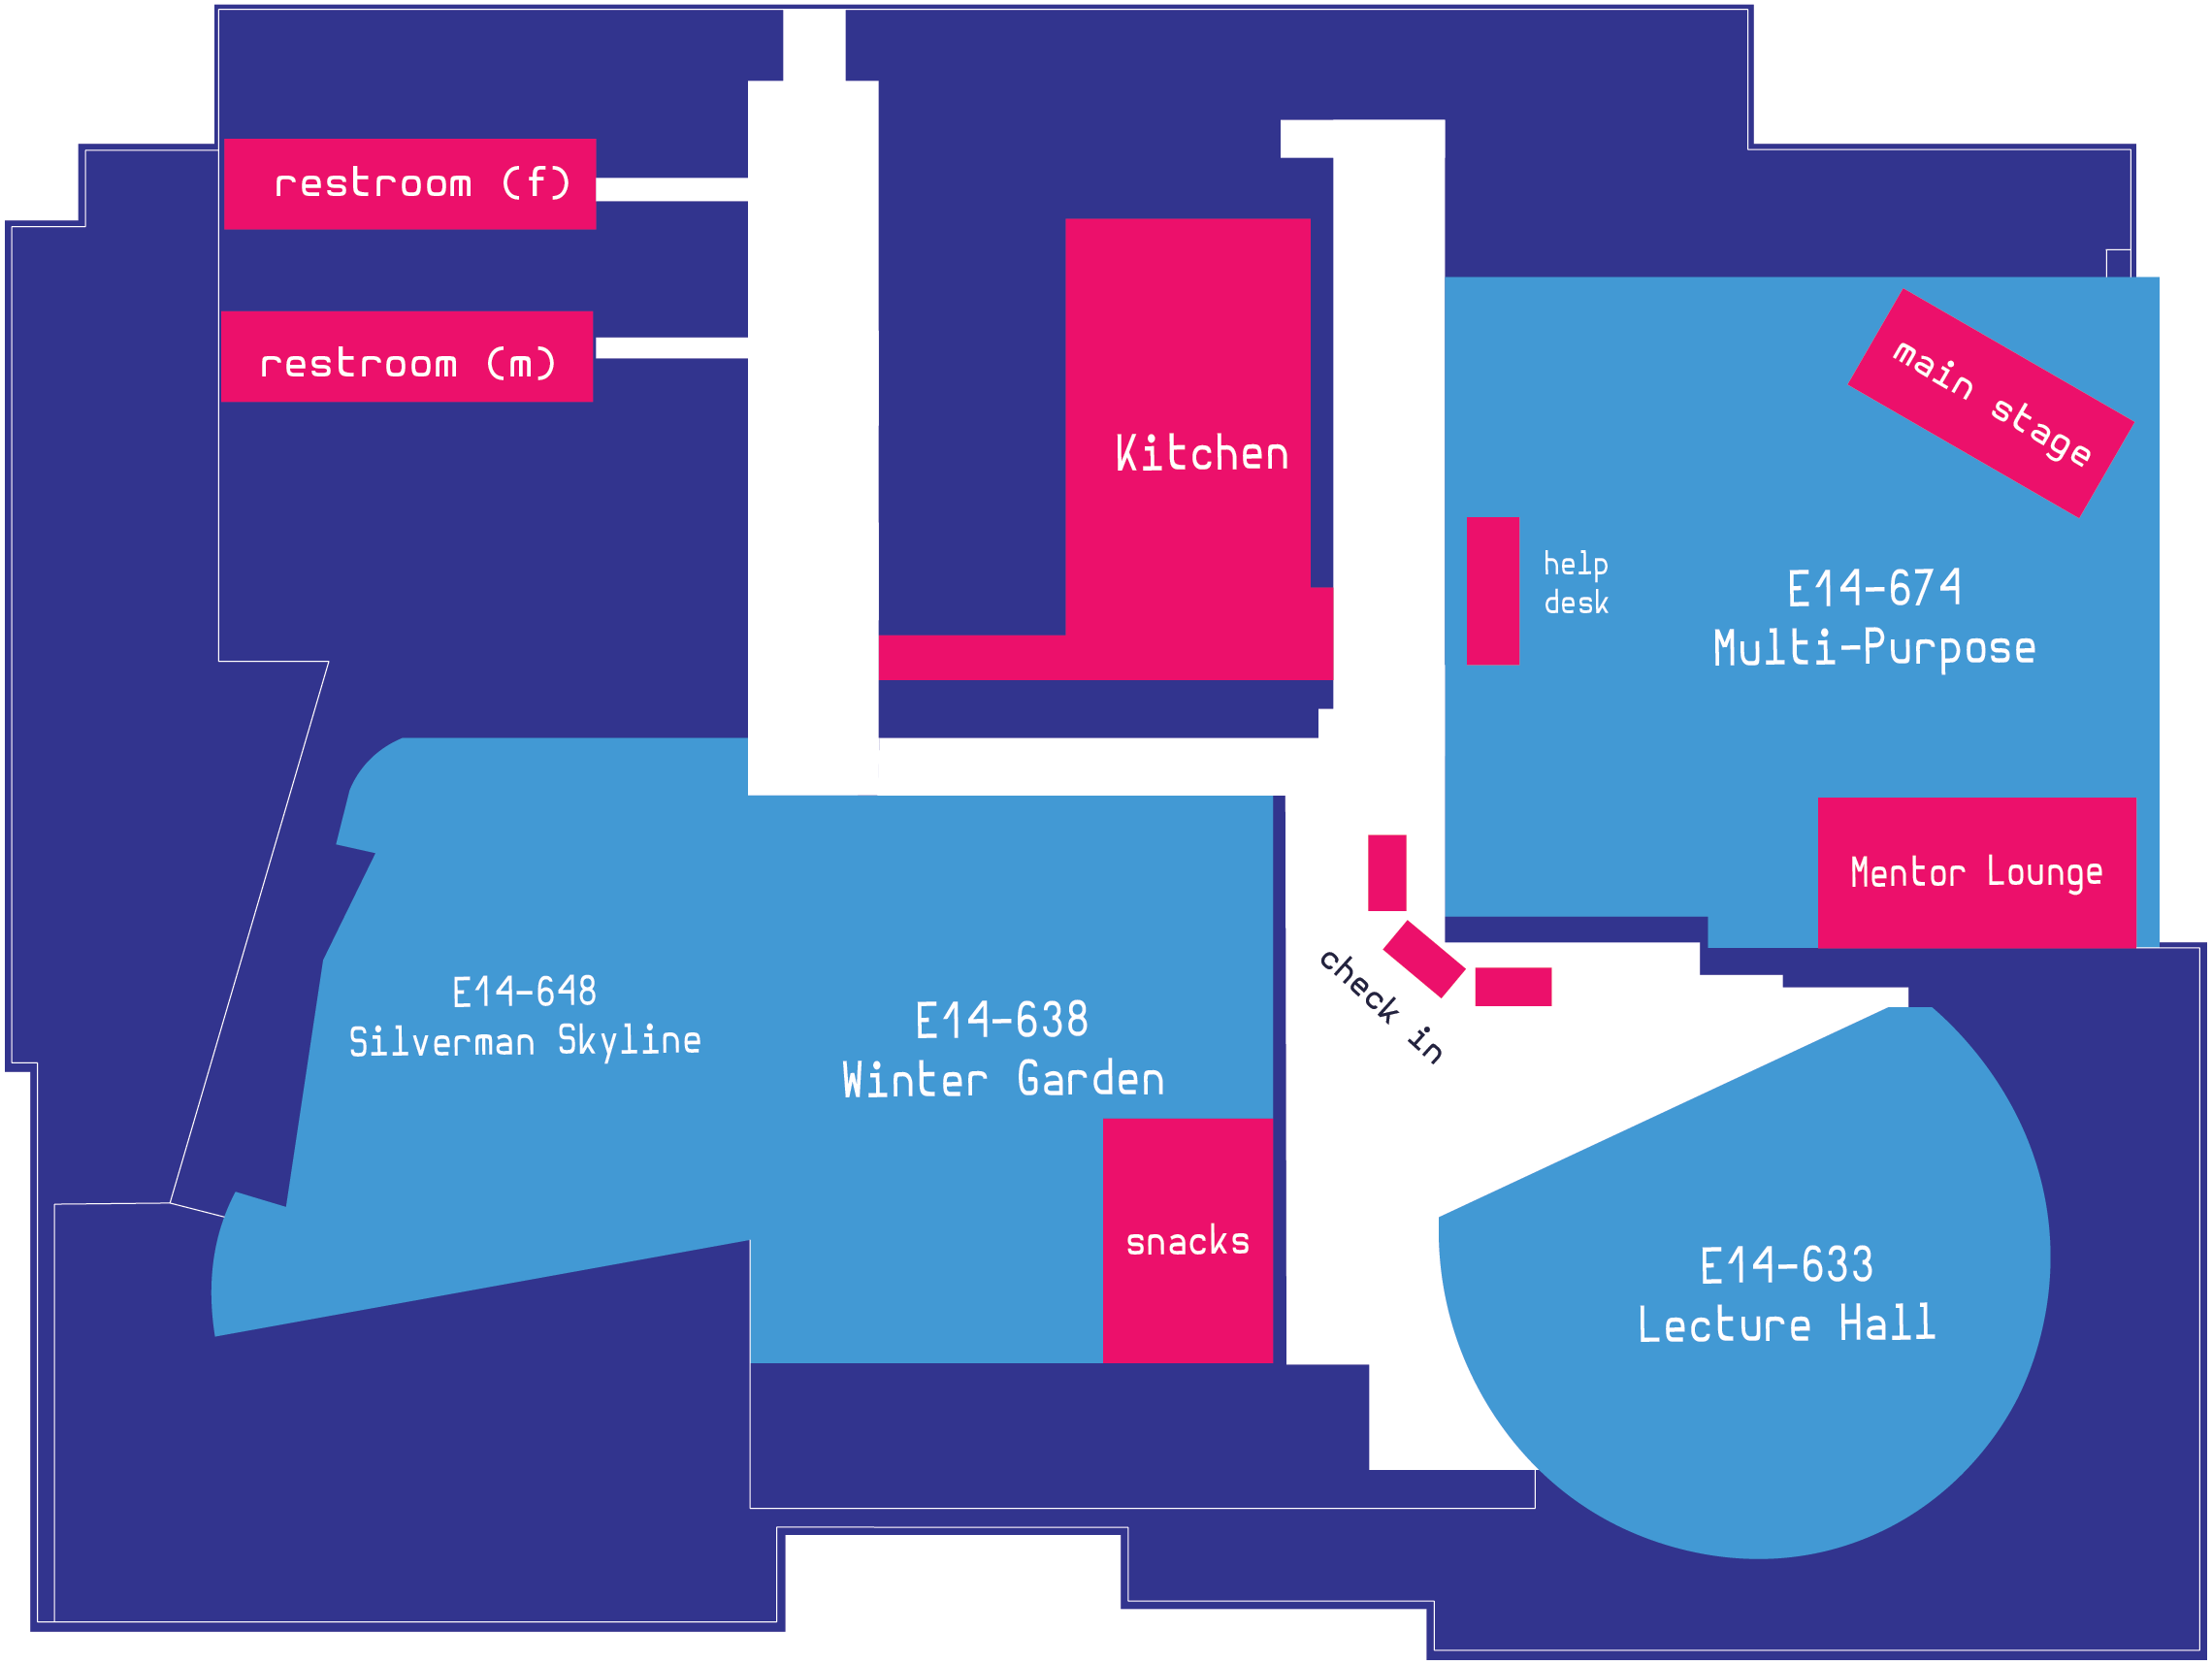 restroom (f)
restroom (m)
Kitchen
main stage
help
desk
E14-674
Multi-Purpose
Mentor Lounge
check in
E14-648
Silverman Skyline
E14-638
Winter Garden
snacks
E14-633
Lecture Hall